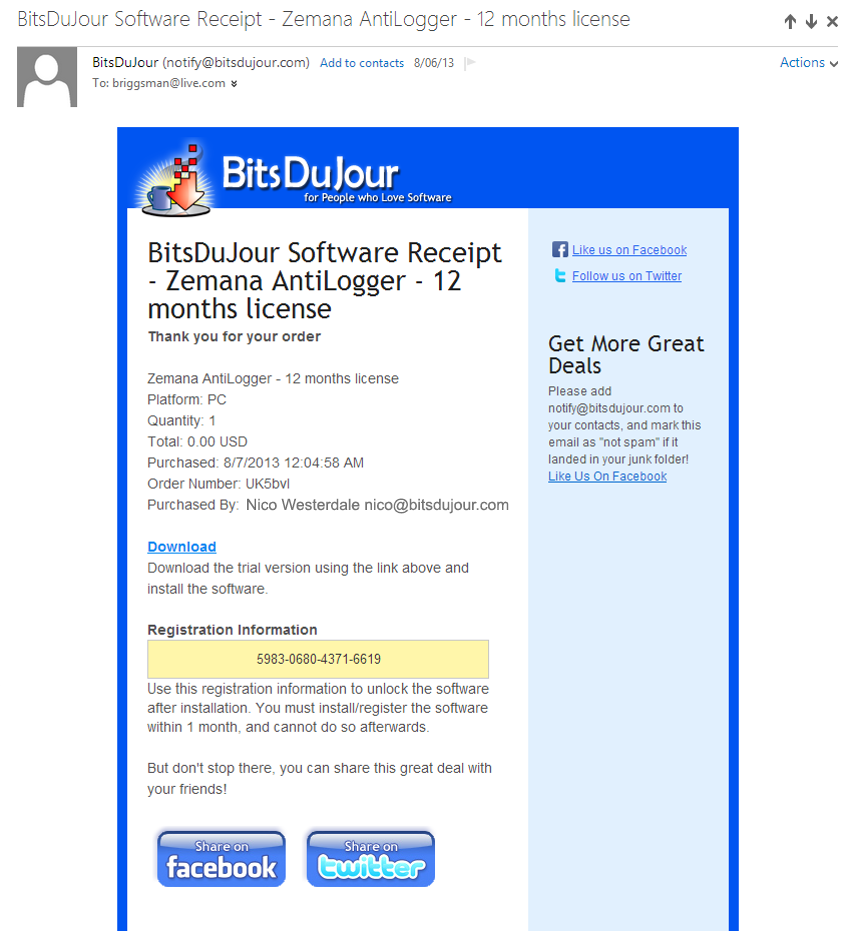 BitsDuJour Software Receipt - Zemana AntiLogger - 12 months license
BitsDuJour (notify@bitsdujour.com) Add to contacts 8/06/13
Actions
To: briggsman@live.com
BitsDuJour
for People who Love Software
BitsDuJour Software Receipt
- Zemana AntiLogger - 12
months license
Thank you for your order
Zemana AntiLogger - 12 months license
Platform: PC
Quantity: 1
Total: 0.00 USD
Purchased: 8/7/2013 12:04:58 AM
Order Number: UK5bvI
Purchased By: Nico Westerdale nico@bitsdujour.com
Download
Download the trial version using the link above and
install the software.
Registration Information
5983-0680-4371-6619
Use this registration information to unlock the software
after installation. You must install/register the software
within 1 month, and cannot do so afterwards.
But don't stop there, you can share this great deal with
your friends!
Share on
facebook
Share on
twitter
Like us on Facebook
Follow us on Twitter
Get More Great
Deals
Please add
notify@bitsdujour.com to
your contacts, and mark this
email as "not spam" if it
landed in your junk folder!
Like Us On Facebook